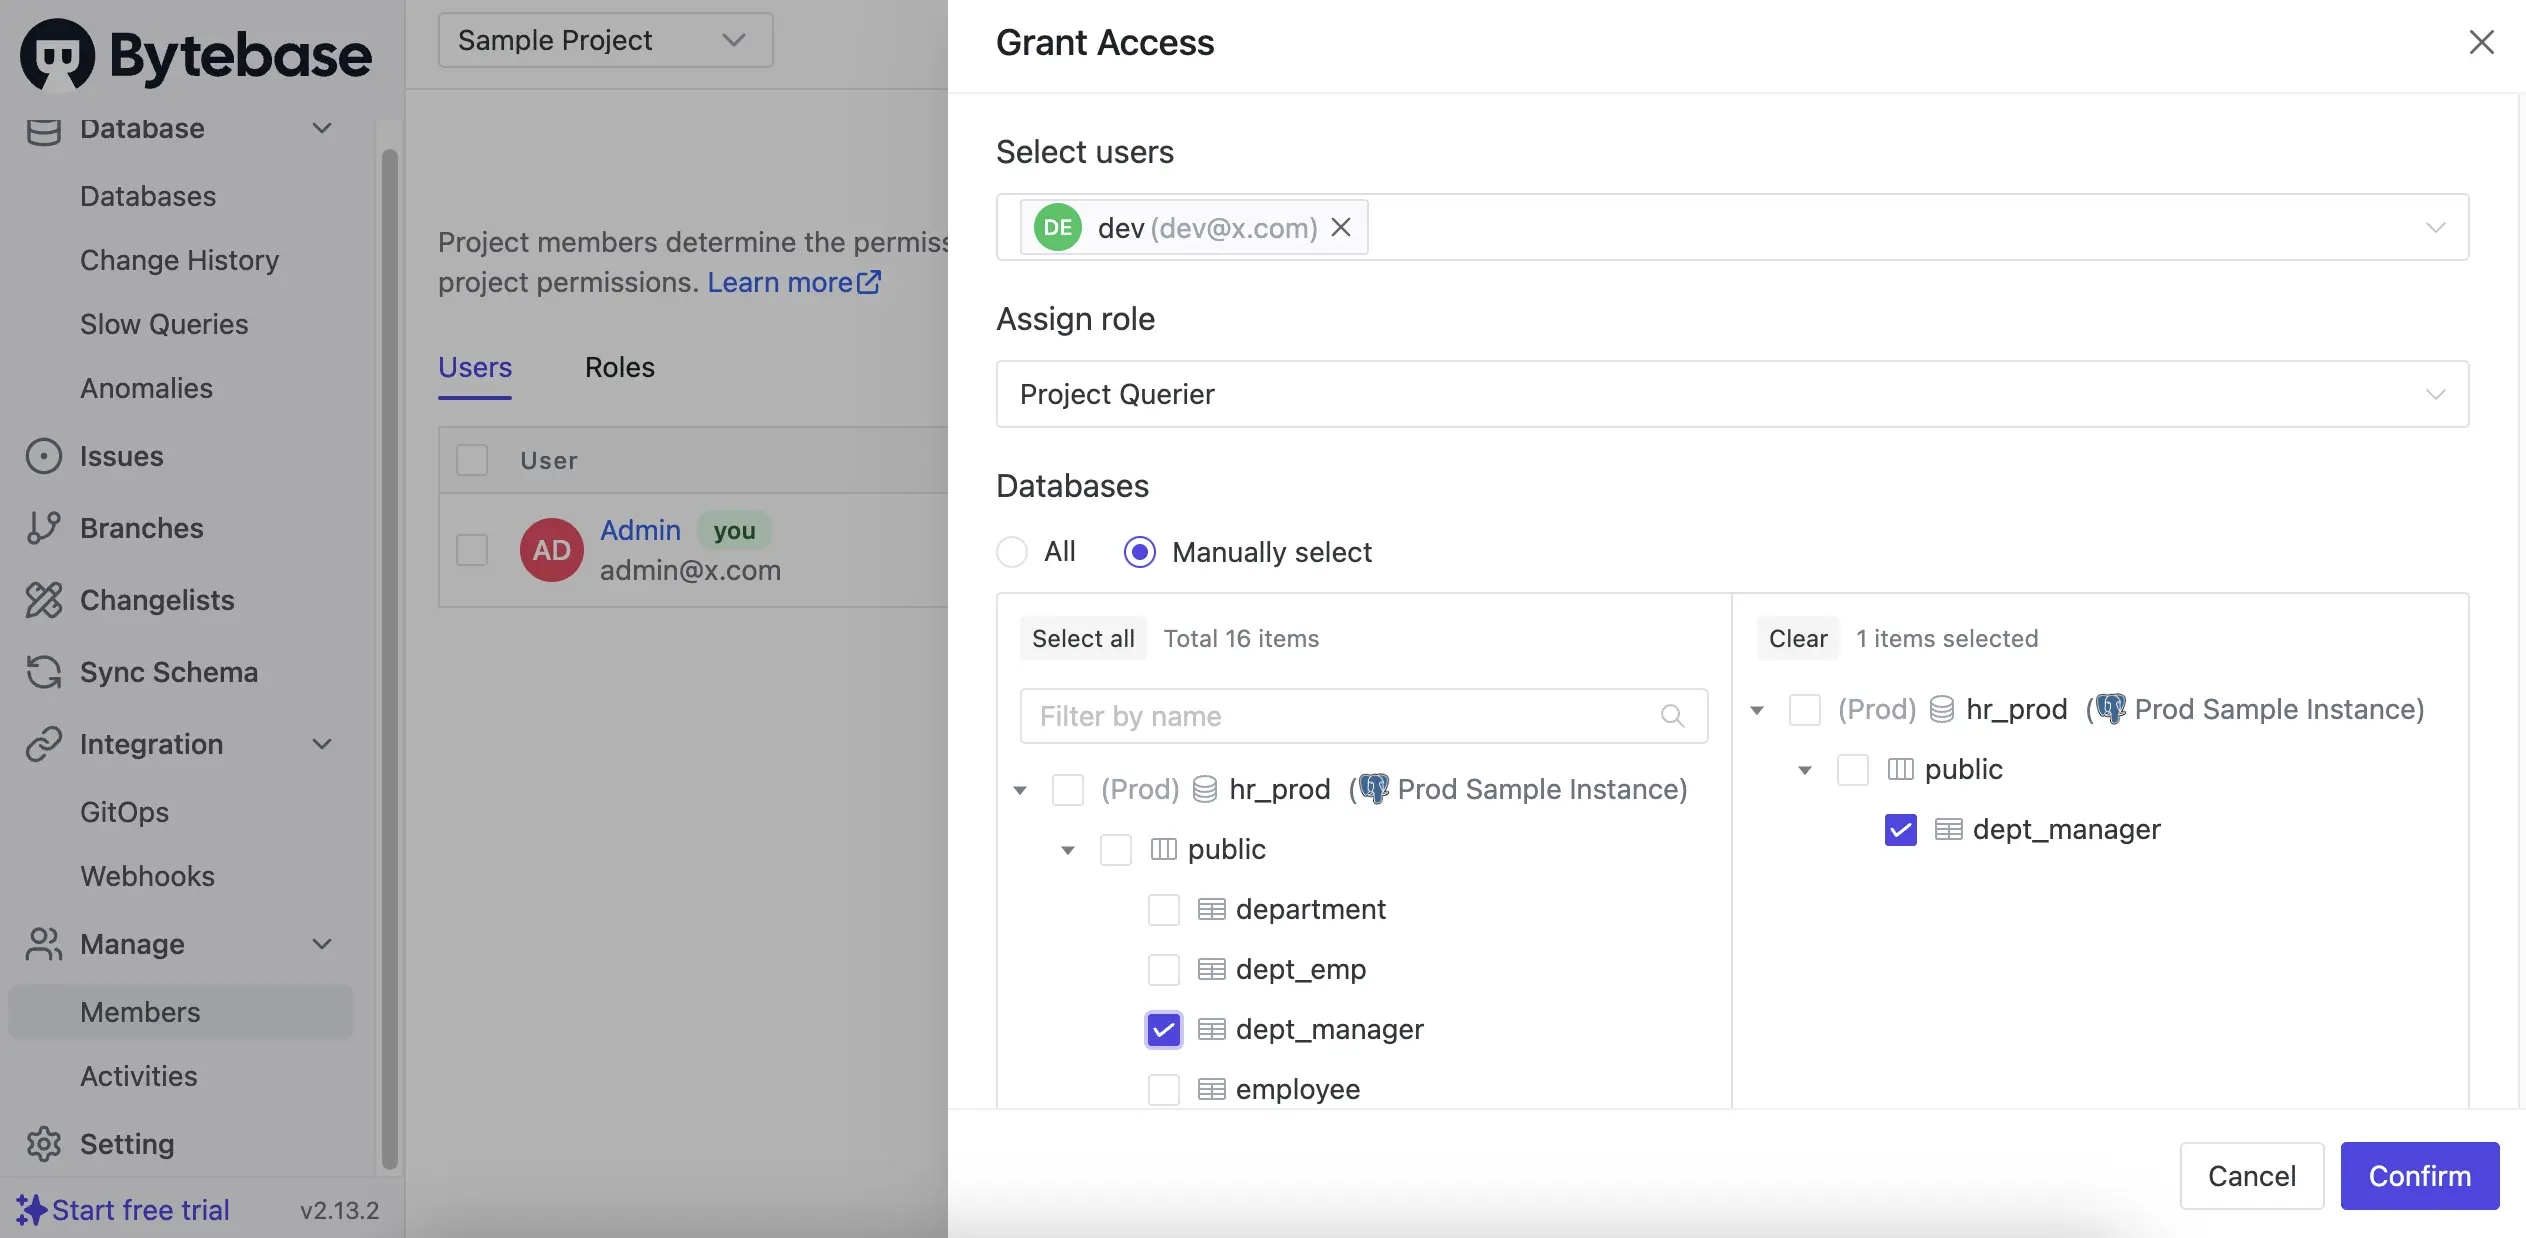 Bytebase
Database
Databases
Change History
Slow Queries
Anomalies
Issues
Branches
Changelists
Sync Schema
Integration
GitOps
Webhooks
Manage
Members
Activities
Setting
Start free trial
v2.13.2
Sample Project
Project members determine the permiss
project permissions. Learn more
Users
Roles
User
AD
Admin you
admin@x.com
Grant Access
Select users
DE dev (dev@x.com)
Assign role
Project Querier
Databases
All
Manually select
Select all Total 16 items
Filter by name
(Prod) hr_prod (Prod Sample Instance)
public
department
dept_emp
dept_manager
employee
Clear 1 items selected
(Prod) hr_prod (Prod Sample Instance)
public
dept_manager
Cancel
Confirm